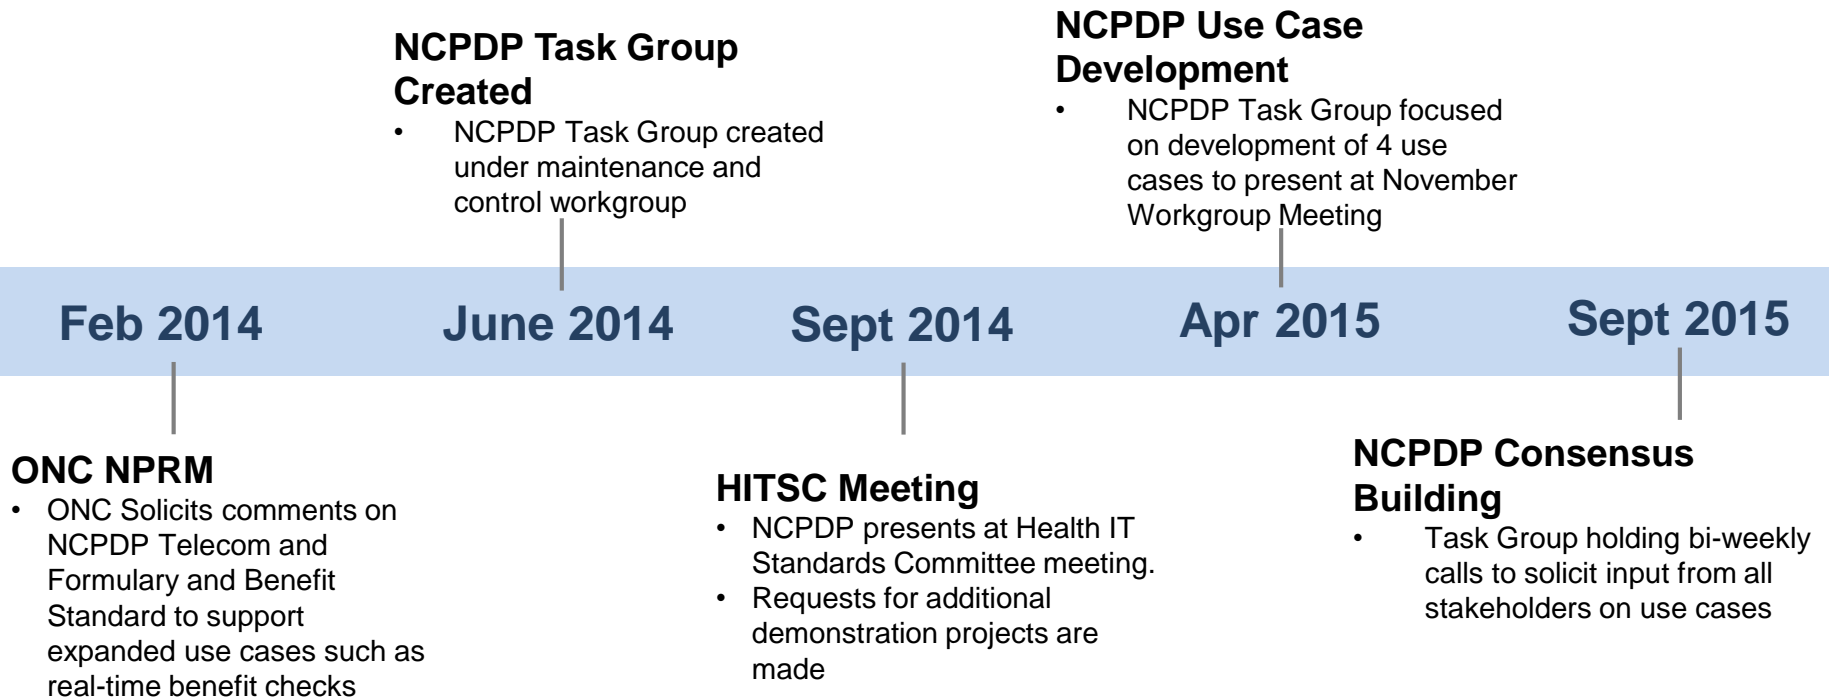 NCPDP Task Group
Created
• NCPDP Task Group created
under maintenance and
control workgroup
NCPDP Use Case
Development
• NCPDP Task Group focused
on development of 4 use
cases to present at November
Workgroup Meeting
Feb 2014
June 2014
Sept 2014
Apr 2015
Sept 2015
ONC NPRM
• ONC Solicits comments on
NCPDP Telecom and
Formulary and Benefit
Standard to support
expanded use cases such as
real-time benefit checks
HITSC Meeting
• NCPDP presents at Health IT
Standards Committee meeting.
• Requests for additional
demonstration projects are
made
NCPDP Consensus
Building
• Task Group holding bi-weekly
calls to solicit input from all
stakeholders on use cases